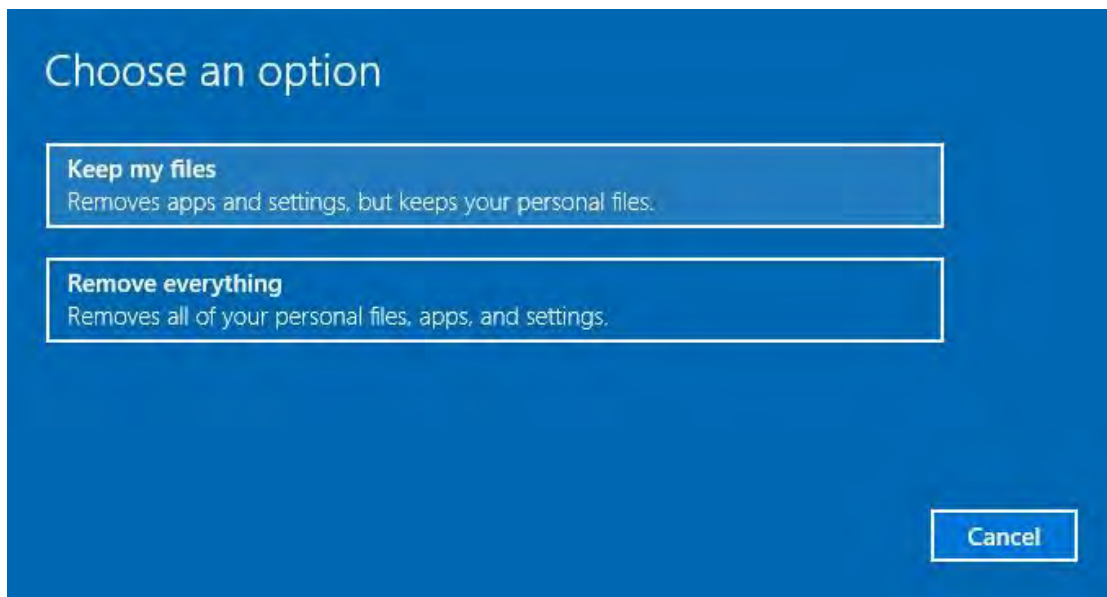 Choose an option
Keep my files
Removes apps and settings, but keeps your personal files.
Remove everything
Removes all of your personal files, apps, and settings.
Cancel